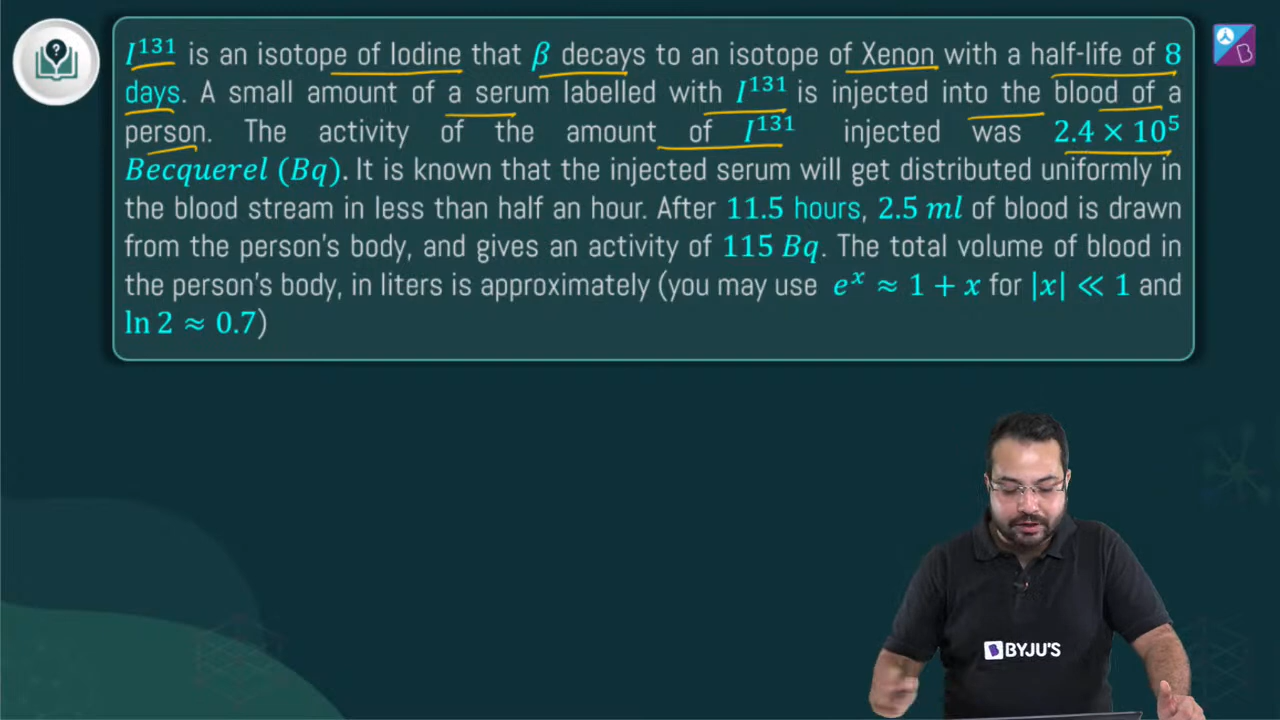 I¹³¹ is an isotope of Iodine that β decays to an isotope of Xenon with a half-life of 8
days. A small amount of a serum labelled with I¹³¹ is injected into the blood of a
person. The activity of the amount of I¹³¹ injected was 2.4 × 10⁵
Becquerel (Bq). It is known that the injected serum will get distributed uniformly in
the blood stream in less than half an hour. After 11.5 hours, 2.5 ml of blood is drawn
from the person's body, and gives an activity of 115 Bq. The total volume of blood in
the person's body, in liters is approximately (you may use eˣ ≈ 1 + x for |x| ≪ 1 and
ln 2 ≈ 0.7)
B
BYJU'S